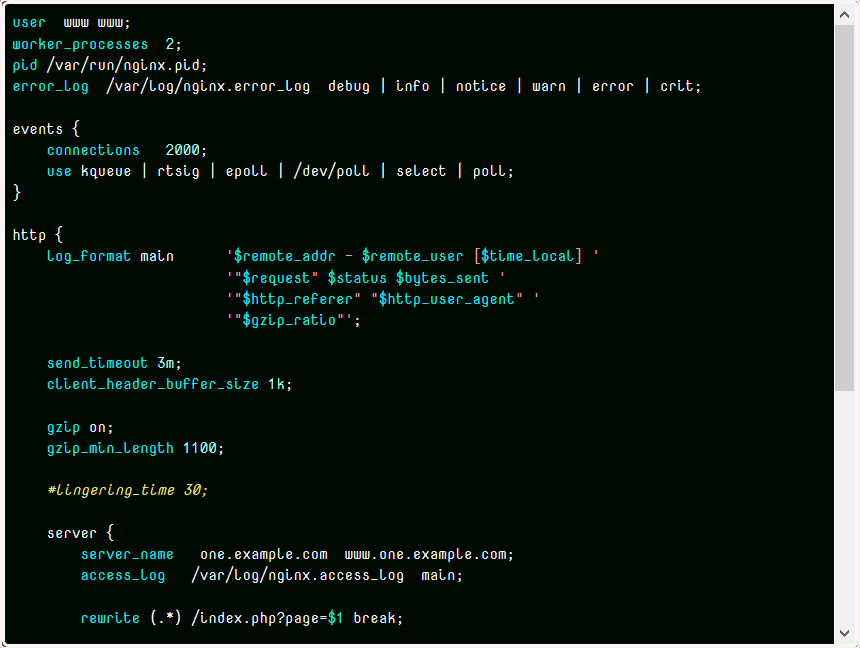 user  www www;
worker_processes  2;
pid /var/run/nginx.pid;
error_log  /var/log/nginx.error_log  debug | info | notice | warn | error | crit;
events {
    connections   2000;
    use kqueue | rtsig | epoll | /dev/poll | select | poll;
}
http {
    log_format main      '$remote_addr - $remote_user [$time_local] '
                         '"$request" $status $bytes_sent '
                         '"$http_referer" "$http_user_agent" '
                         '"$gzip_ratio"';
    send_timeout 3m;
    client_header_buffer_size 1k;
    gzip on;
    gzip_min_length 1100;
    #lingering_time 30;
    server {
        server_name   one.example.com  www.one.example.com;
        access_log   /var/log/nginx.access_log  main;
        rewrite (.*) /index.php?page=$1 break;